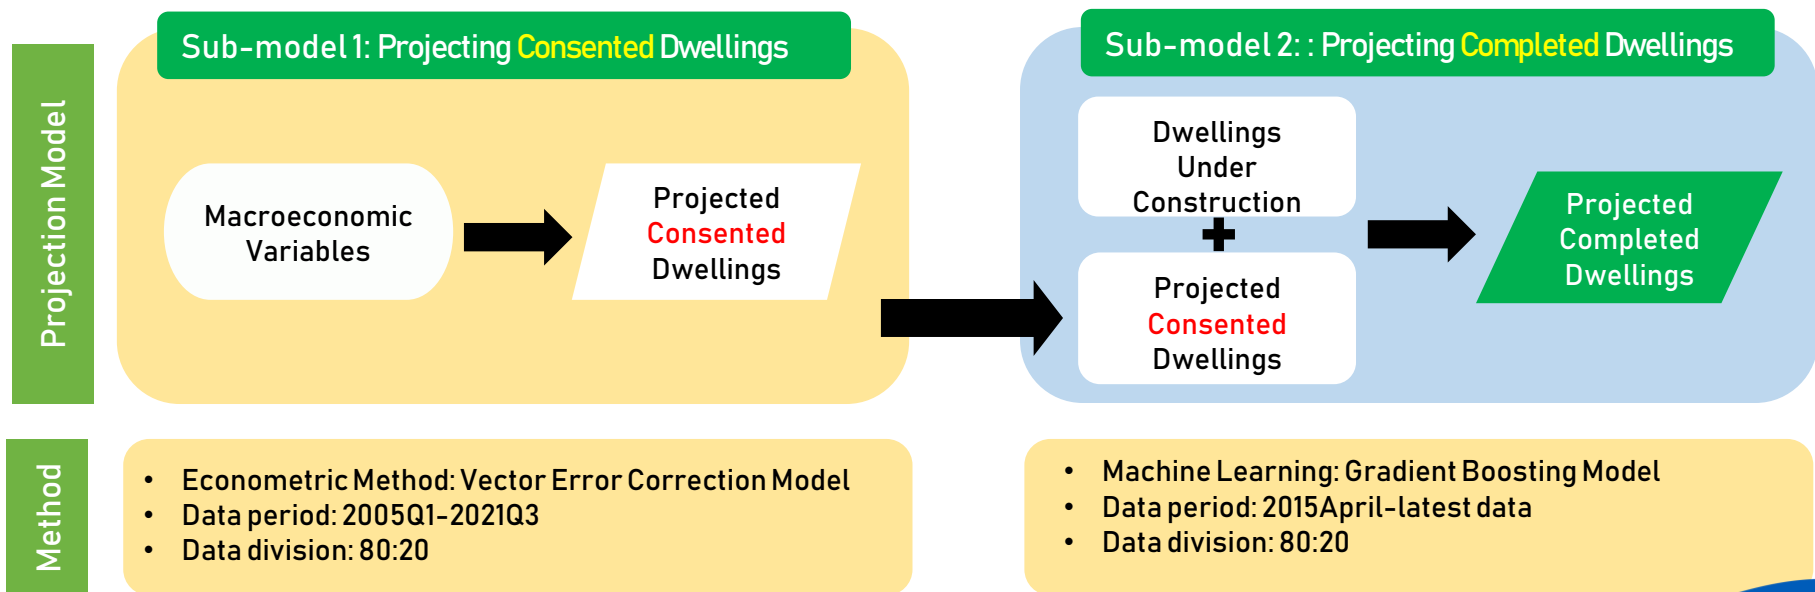 Projection Model
Sub-model 1: Projecting Consented Dwellings
Macroeconomic
Variables
Projected
Consented
Dwellings
Sub-model 2: : Projecting Completed Dwellings
Dwellings
Under
Construction
+
Projected
Consented
Dwellings
Projected
Completed
Dwellings
Method
• Econometric Method: Vector Error Correction Model
• Data period: 2005Q1-2021Q3
• Data division: 80:20
• Machine Learning: Gradient Boosting Model
• Data period: 2015April-latest data
• Data division: 80:20